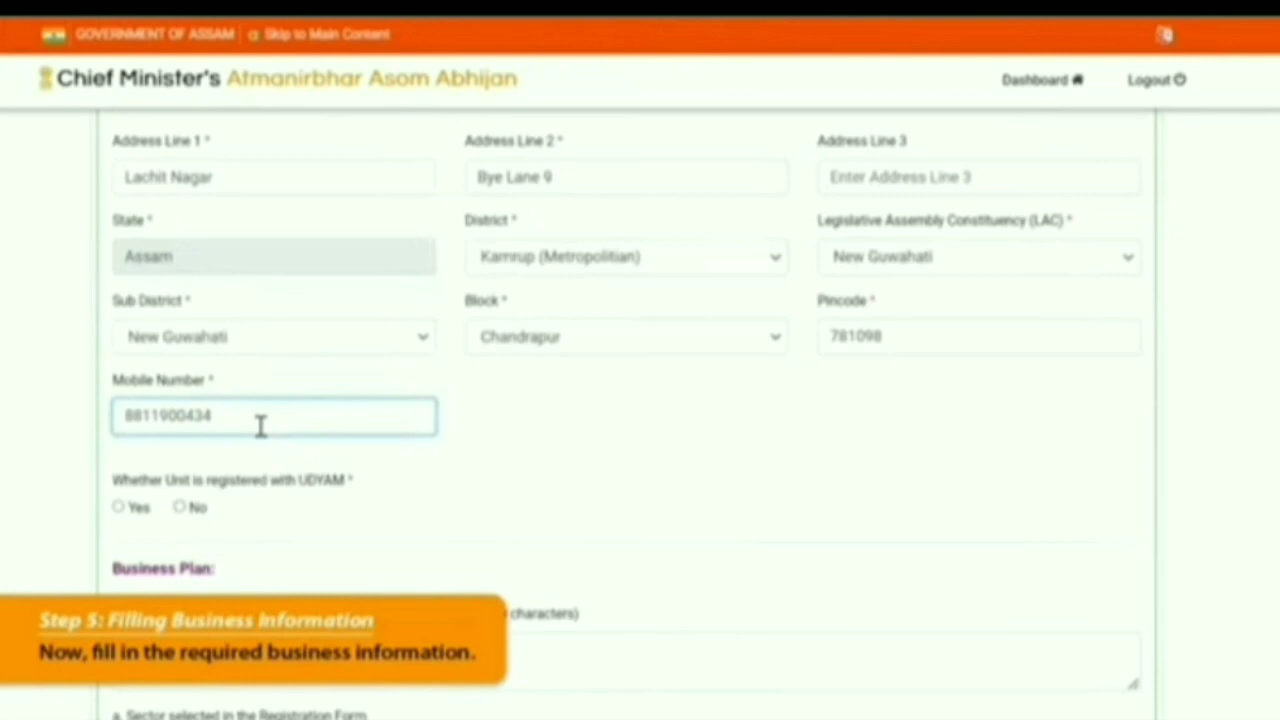 GOVERNMENT OF ASSAM Skip to Main Content
Chief Minister's Atmanirbhar Asom Abhijan Dashboard Logout
Address Line 1 * Address Line 2 * Address Line 3
Lachit Nagar Bye Lane 9 Enter Address Line 3
State * District * Legislative Assembly Constituency (LAC) *
Assam Kamrup (Metropolitian) New Guwahati
Sub District * Block * Pincode *
New Guwahati Chandrapur 781098
Mobile Number *
8811900434
Whether Unit is registered with UDYAM *
Yes No
Business Plan:
characters)
Step 5: Filling Business Information
Now, fill in the required business information.
a. Sector selected in the Registration Form